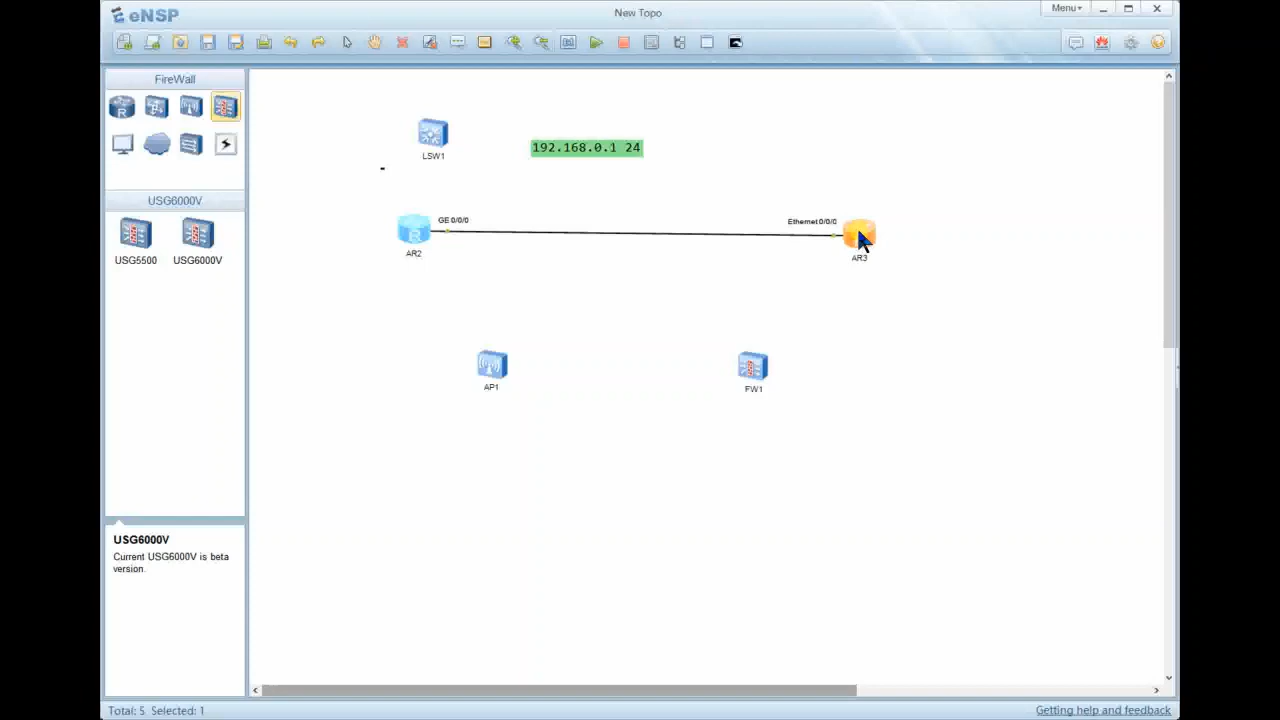 eNSP
New Topo
Menu
FireWall
R
USG6000V
USG5500
USG6000V
USG6000V
Current USG6000V is beta
version.
LSW1
192.168.0.1 24
-
GE 0/0/0
Ethernet 0/0/0
R
AR2
AR3
AP1
FW1
Total: 5 Selected: 1
Getting help and feedback